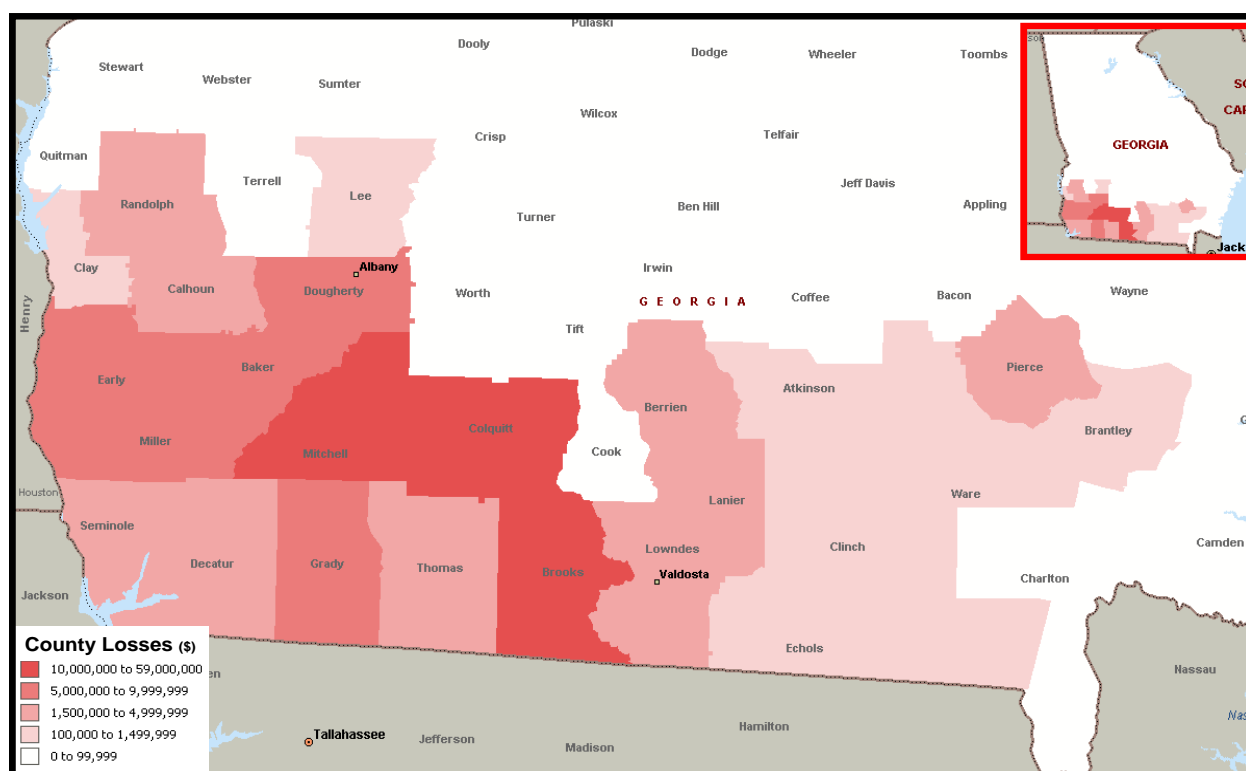 Pulaski
Dooly
Dodge
Wheeler
Toombs
Stewart
Webster
Sumter
Wilcox
Crisp
Telfair
Quitman
Terrell
Lee
Jeff Davis
Randolph
Ben Hill
Appling
Turner
Clay
Albany
Irwin
Calhoun
Dougherty
Worth
GEORGIA
Coffee
Bacon
Wayne
Henry
Tift
Early
Baker
Pierce
Atkinson
Berrien
Colquitt
Brantley
Miller
Mitchell
Cook
Houston
Ware
Lanier
Seminole
Lowndes
Clinch
Camden
Decatur
Grady
Thomas
Brooks
Valdosta
Charlton
Jackson
Echols
Nassau
Hamilton
Tallahassee
Jefferson
Madison
GEORGIA
County Losses ($)
10,000,000 to 59,000,000
5,000,000 to 9,999,999
1,500,000 to 4,999,999
100,000 to 1,499,999
0 to 99,999